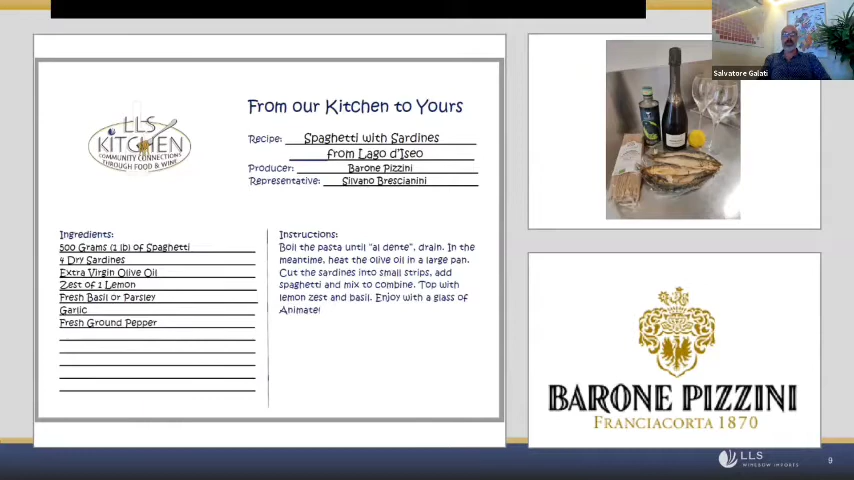 LLS
KITCHEN
COMMUNITY CONNECTIONS
THROUGH FOOD & WINE
From our Kitchen to Yours
Recipe: Spaghetti with Sardines
from Lago d'Iseo
Producer: Barone Pizzini
Representative: Silvano Brescianini
Ingredients:
500 Grams (1 lb) of Spaghetti
4 Dry Sardines
Extra Virgin Olive Oil
Zest of 1 Lemon
Fresh Basil or Parsley
Garlic
Fresh Ground Pepper
Instructions:
Boil the pasta until "al dente", drain. In the
meantime, heat the olive oil in a large pan.
Cut the sardines into small strips, add
spaghetti and mix to combine. Top with
lemon zest and basil. Enjoy with a glass of
Animate!
Salvatore Galati
BARONE PIZZINI
FRANCIACORTA 1870
LLS
WINEBOW IMPORTS
9